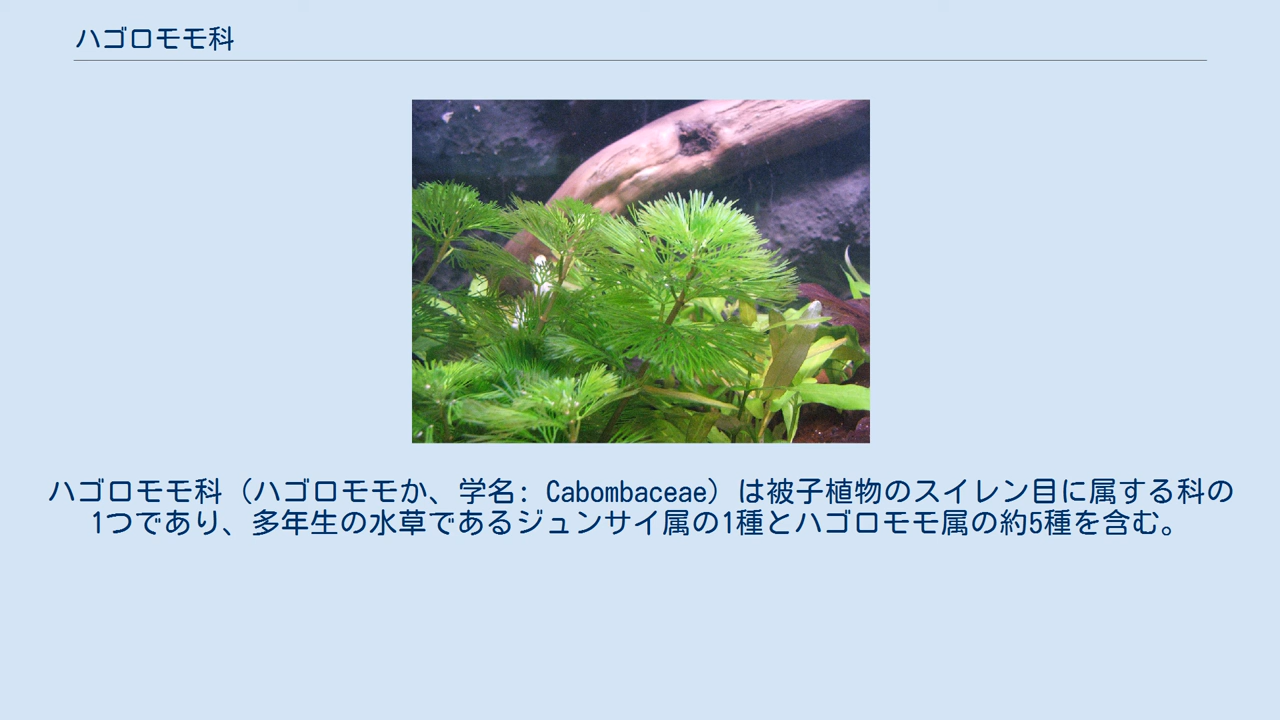 ハゴロモモ科
ハゴロモモ科（ハゴロモモか、学名: Cabombaceae）は被子植物のスイレン目に属する科の
1つであり、多年生の水草であるジュンサイ属の1種とハゴロモモ属の約5種を含む。